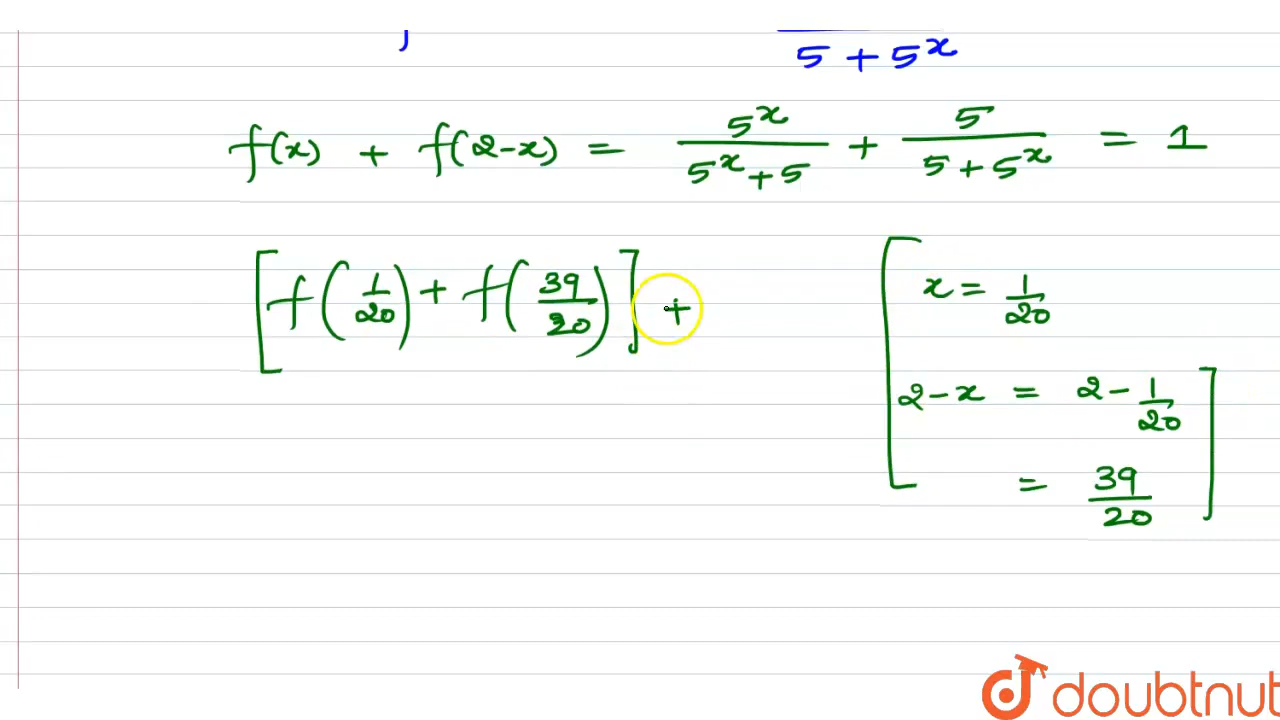 5 + 5^x
f(x) + f(2-x) = 5^x/(5^x + 5) + 5/(5 + 5^x) = 1
[f(1/20) + f(39/20)] +
[x = 1/20
2 - x = 2 - 1/20
= 39/20]
doubtnut